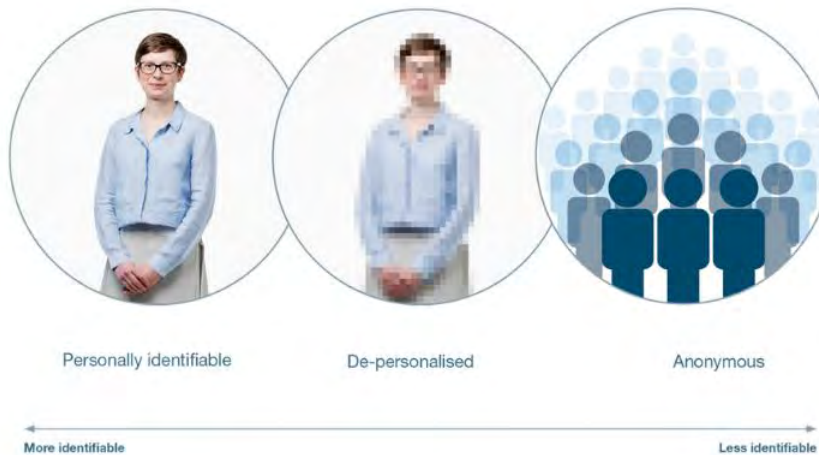 Personally identifiable
De-personalised
Anonymous
More identifiable
Less identifiable